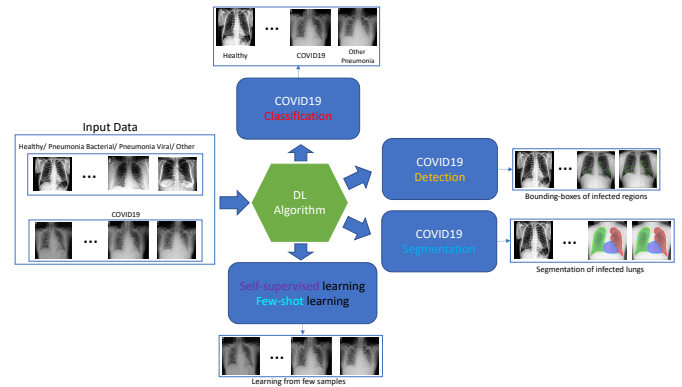 Healthy
...
COVID19
Other
Pneumonia
COVID19
Classification
Input Data
Healthy/ Pneumonia Bacterial/ Pneumonia Viral/ Other
...
COVID19
...
DL
Algorithm
COVID19
Detection
...
Bounding-boxes of infected regions
COVID19
Segmentation
...
Segmentation of infected lungs
Self-supervised learning
Few-shot learning
...
Learning from few samples